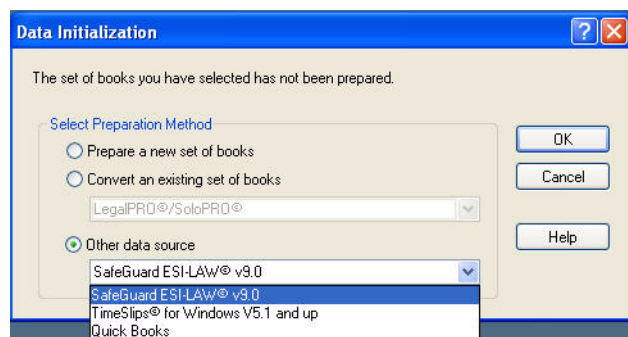 Data Initialization
The set of books you have selected has not been prepared.
Select Preparation Method
Prepare a new set of books
Convert an existing set of books
LegalPRO©/SoloPRO©
Other data source
SafeGuard ESI-LAW© v9.0
SafeGuard ESI-LAW© v9.0
TimeSlips© for Windows V5.1 and up
Quick Books
OK
Cancel
Help